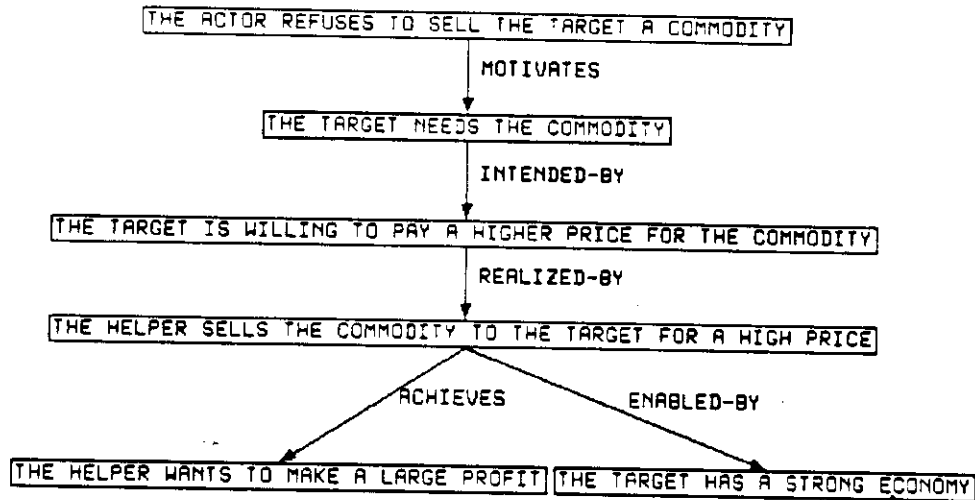 THE ACTOR REFUSES TO SELL THE TARGET A COMMODITY
MOTIVATES
THE TARGET NEEDS THE COMMODITY
INTENDED-BY
THE TARGET IS WILLING TO PAY A HIGHER PRICE FOR THE COMMODITY
REALIZED-BY
THE HELPER SELLS THE COMMODITY TO THE TARGET FOR A HIGH PRICE
ACHIEVES
ENABLED-BY
THE HELPER WANTS TO MAKE A LARGE PROFIT
THE TARGET HAS A STRONG ECONOMY